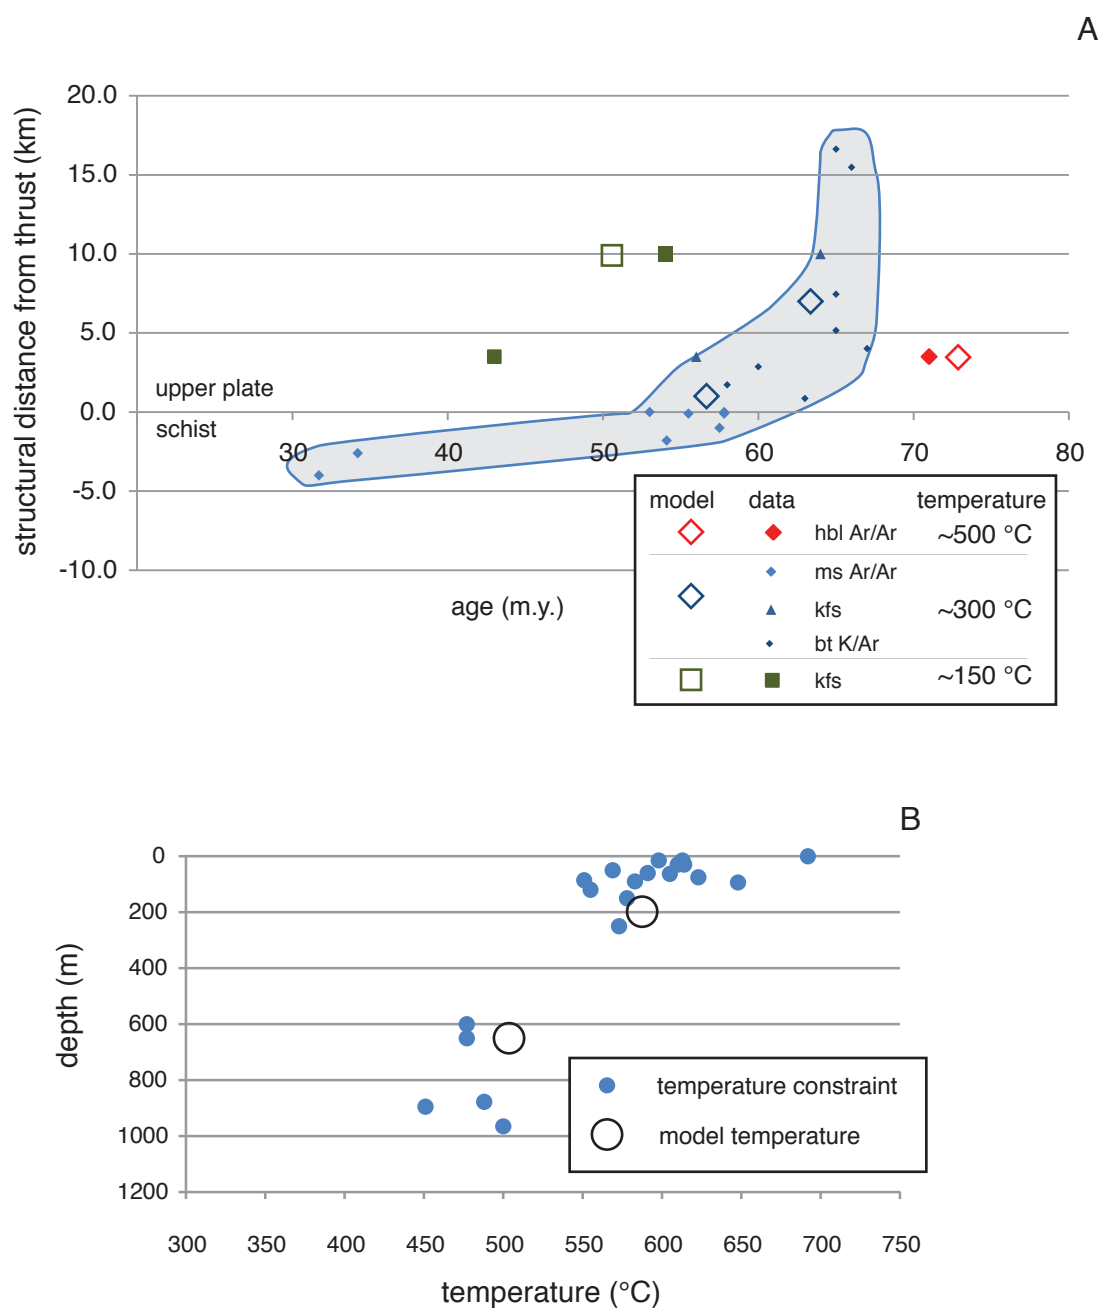 A
structural distance from thrust (km)
20.0
15.0
10.0
5.0
upper plate
0.0
schist
30 40 50 60 70 80
-5.0
-10.0
age (m.y.)
model data temperature
hbl Ar/Ar ~500 °C
ms Ar/Ar
kfs ~300 °C
bt K/Ar
kfs ~150 °C
B
depth (m)
0
200
400
600
800
1000
1200
temperature constraint
model temperature
300 350 400 450 500 550 600 650 700 750
temperature (°C)